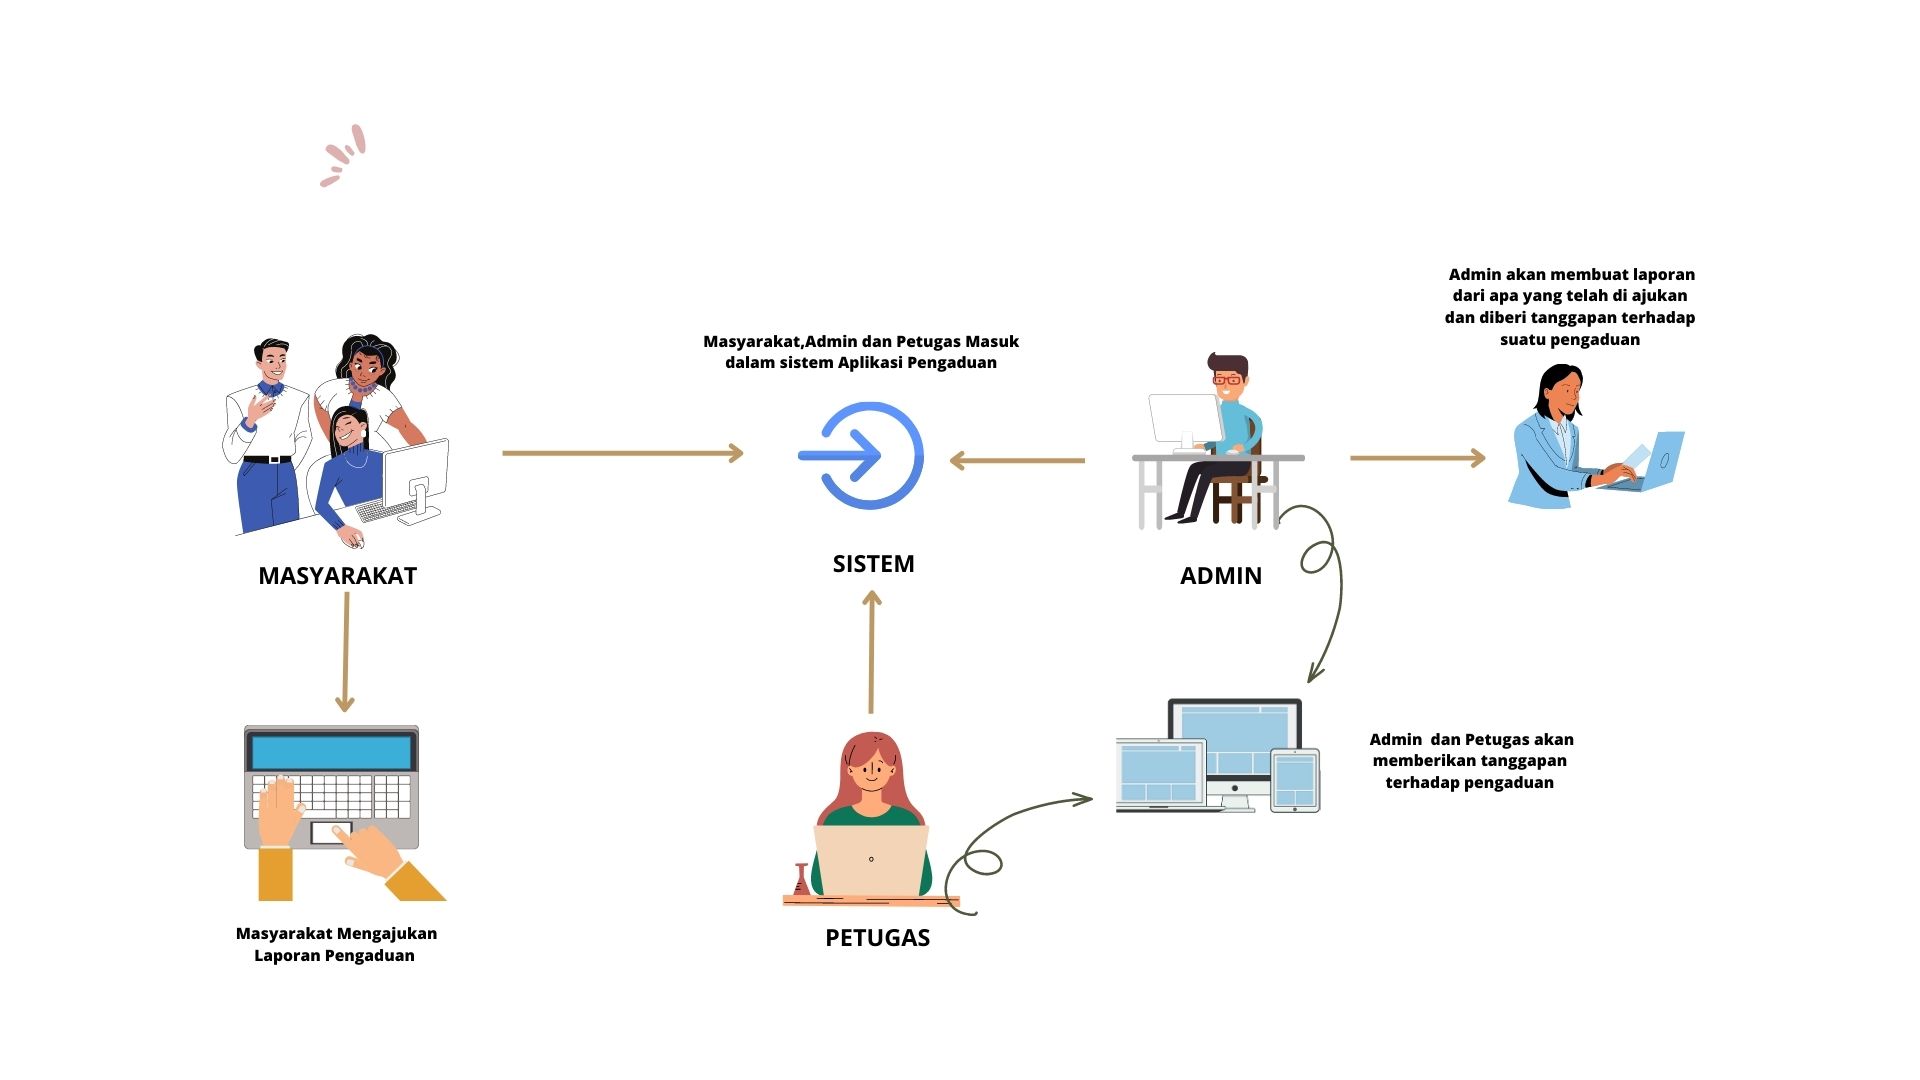 Admin akan membuat laporan
dari apa yang telah di ajukan
dan diberi tanggapan terhadap
suatu pengaduan
Masyarakat,Admin dan Petugas Masuk
dalam sistem Aplikasi Pengaduan
MASYARAKAT
SISTEM
ADMIN
Admin  dan Petugas akan
memberikan tanggapan
terhadap pengaduan
Masyarakat Mengajukan
Laporan Pengaduan
PETUGAS